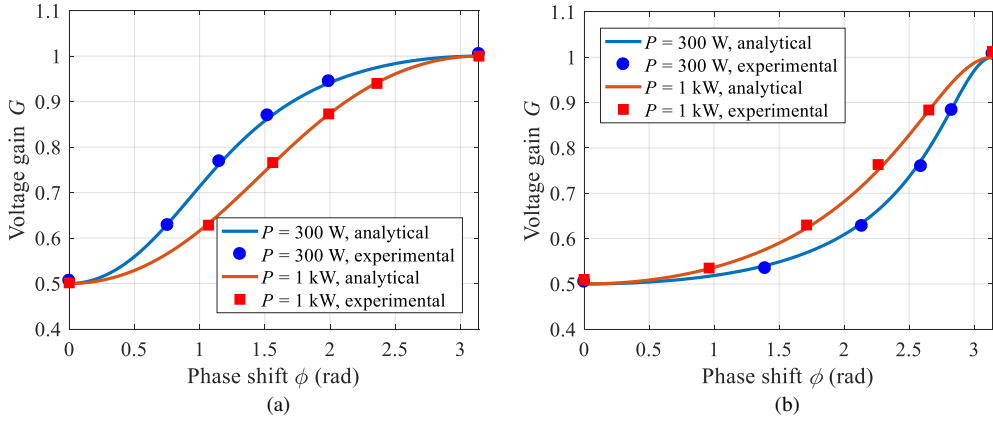 1
0.9
0.8
0.7
0.6
0.5
0.4
Voltage gain G
P = 300 W, analytical
P = 300 W, experimental
P = 1 kW, analytical
P = 1 kW, experimental
0 0.5 1 1.5 2 2.5 3
Phase shift ϕ (rad)
(a)
1
0.9
0.8
0.7
0.6
0.5
0.4
Voltage gain G
P = 300 W, analytical
P = 300 W, experimental
P = 1 kW, analytical
P = 1 kW, experimental
0 0.5 1 1.5 2 2.5 3
Phase shift ϕ (rad)
(b)